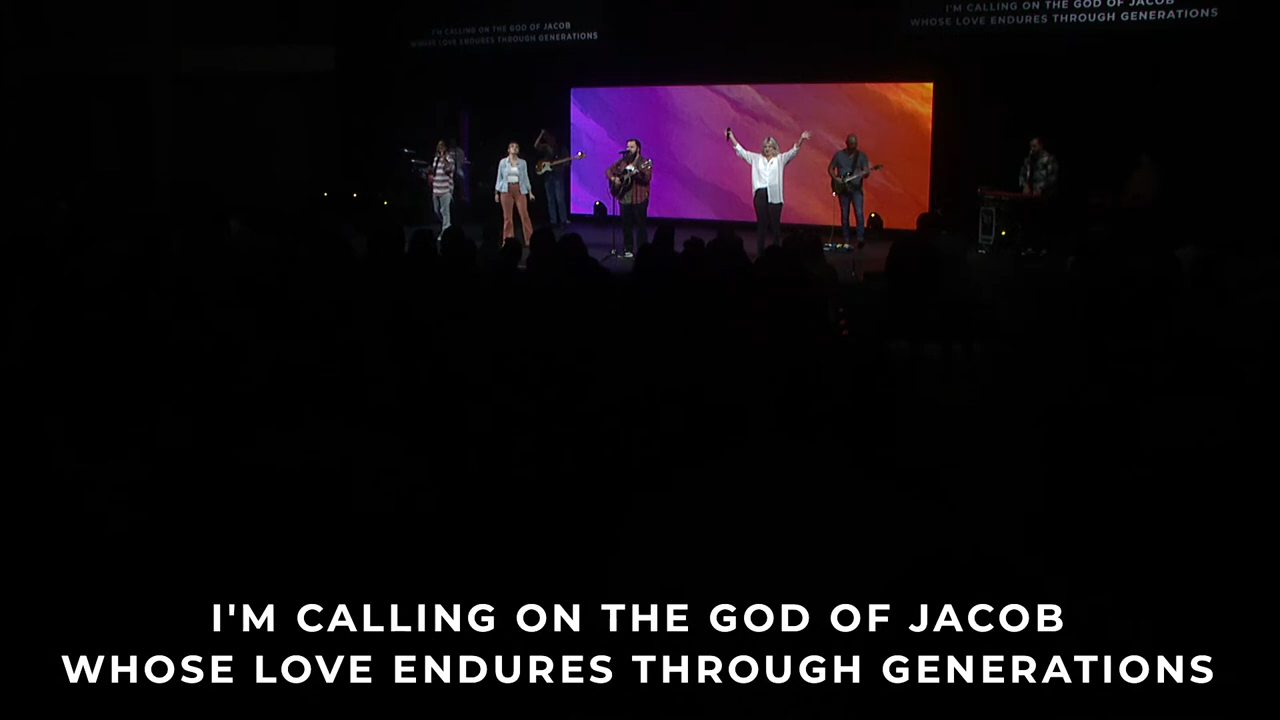 I'M CALLING ON THE GOD OF JACOB
WHOSE LOVE ENDURES THROUGH GENERATIONS
I'M CALLING ON THE GOD OF JACOB
WHOSE LOVE ENDURES THROUGH GENERATIONS
I'M CALLING ON THE GOD OF JACOB
WHOSE LOVE ENDURES THROUGH GENERATIONS